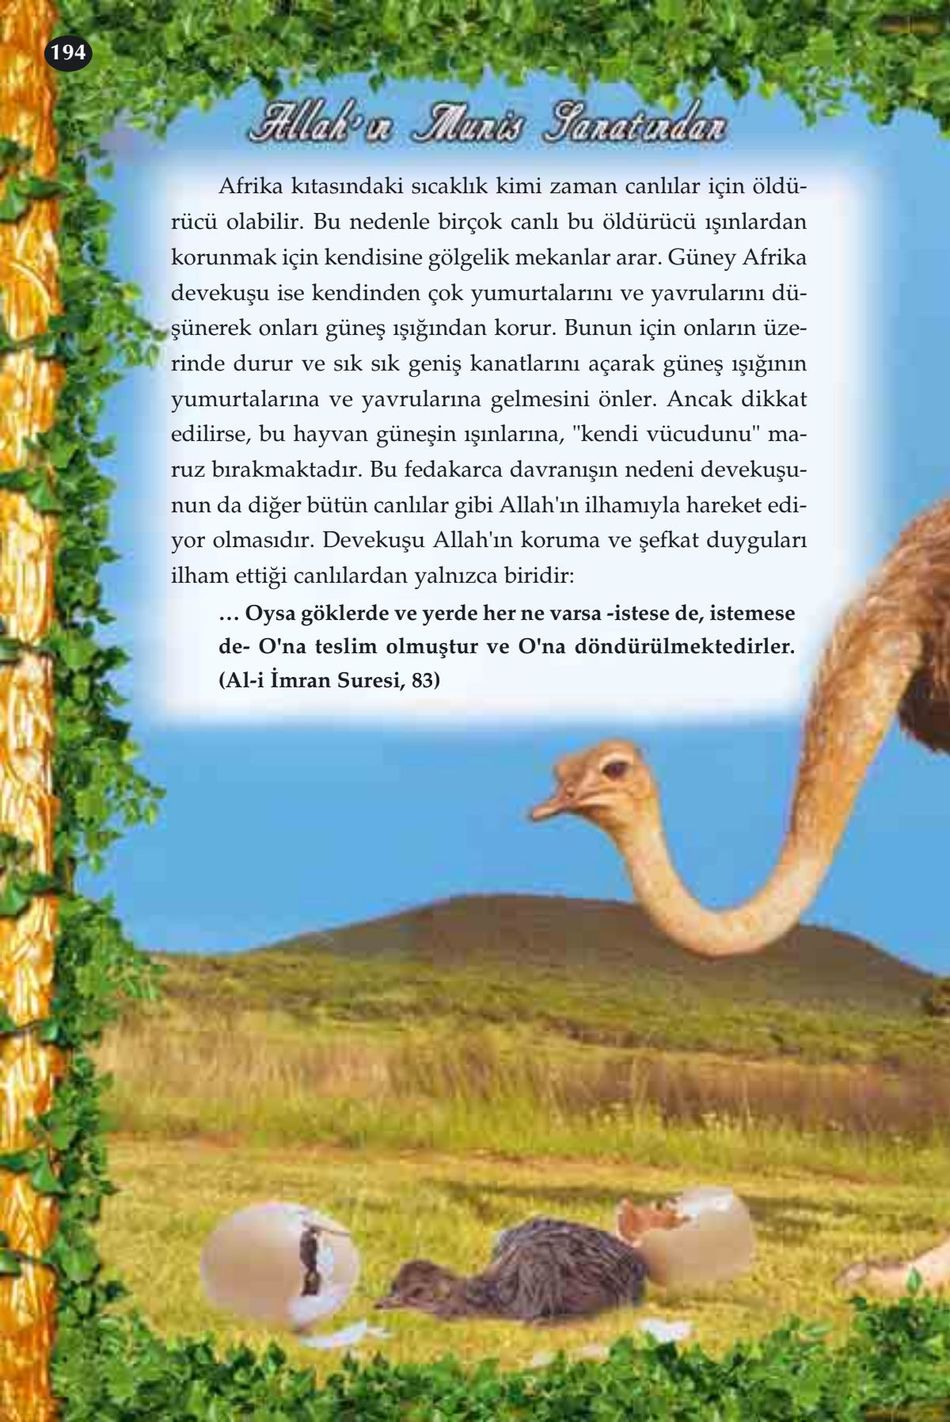 194
Allah'ın Munis Sanatından
Afrika kıtasındaki sıcaklık kimi zaman canlılar için öldü-
rücü olabilir. Bu nedenle birçok canlı bu öldürücü ışınlardan
korunmak için kendisine gölgelik mekanlar arar. Güney Afrika
devekuşu ise kendinden çok yumurtalarını ve yavrularını dü-
şünerek onları güneş ışığından korur. Bunun için onların üze-
rinde durur ve sık sık geniş kanatlarını açarak güneş ışığının
yumurtalarına ve yavrularına gelmesini önler. Ancak dikkat
edilirse, bu hayvan güneşin ışınlarına, "kendi vücudunu" ma-
ruz bırakmaktadır. Bu fedakarca davranışın nedeni devekuşu-
nun da diğer bütün canlılar gibi Allah'ın ilhamıyla hareket edi-
yor olmasıdır. Devekuşu Allah'ın koruma ve şefkat duyguları
ilham ettiği canlılardan yalnızca biridir:
… Oysa göklerde ve yerde her ne varsa -istese de, istemese
de- O'na teslim olmuştur ve O'na döndürülmektedirler.
(Al-i İmran Suresi, 83)